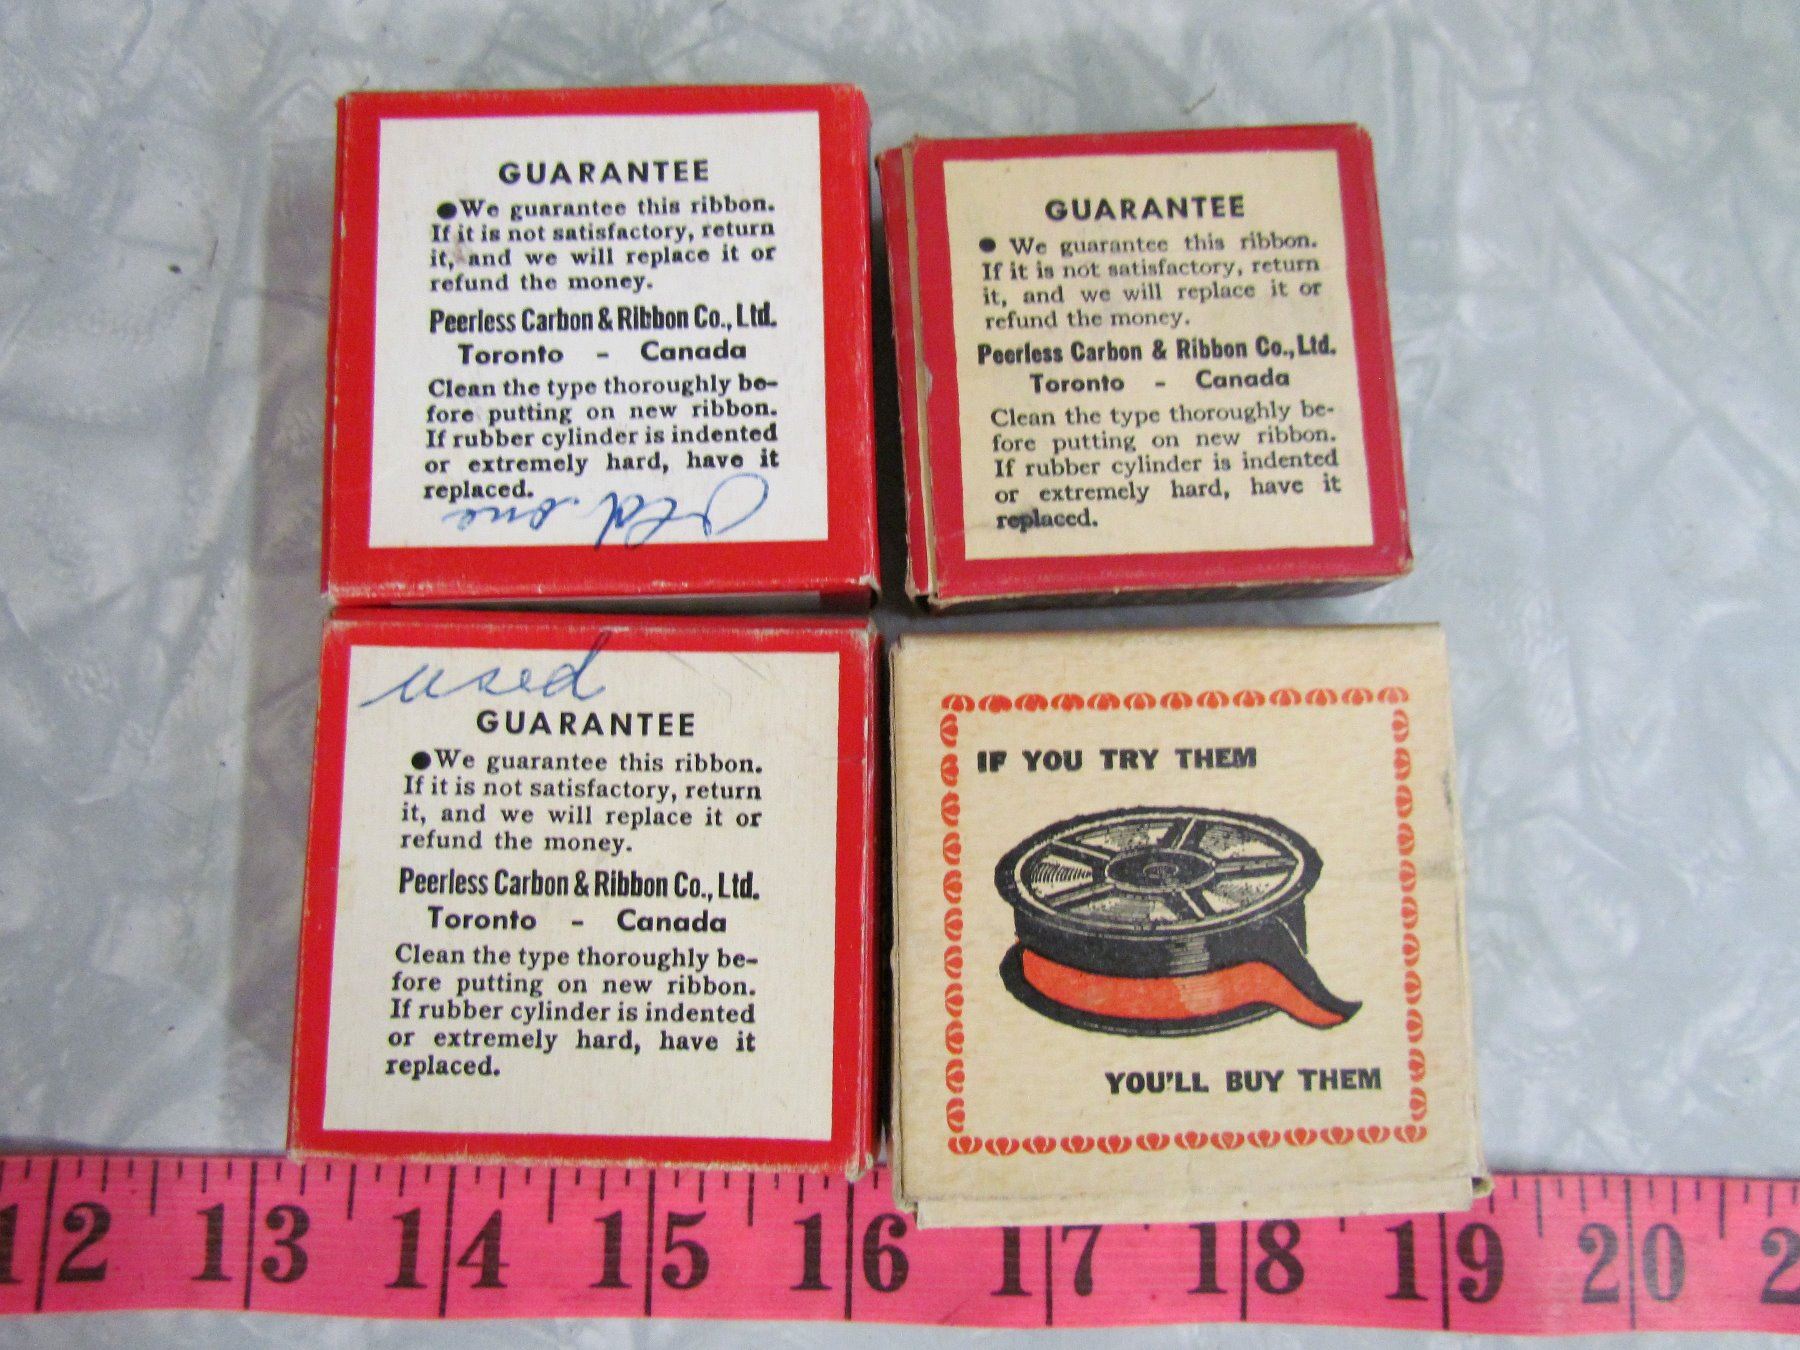 GUARANTEE
●We guarantee this ribbon.
If it is not satisfactory, return
it, and we will replace it or
refund the money.
Peerless Carbon & Ribbon Co., Ltd.
Toronto - Canada
Clean the type thoroughly be-
fore putting on new ribbon.
If rubber cylinder is indented
or extremely hard, have it
replaced.
Old one
GUARANTEE
● We guarantee this ribbon.
If it is not satisfactory, return
it, and we will replace it or
refund the money.
Peerless Carbon & Ribbon Co., Ltd.
Toronto - Canada
Clean the type thoroughly be-
fore putting on new ribbon.
If rubber cylinder is indented
or extremely hard, have it
replaced.
used
GUARANTEE
●We guarantee this ribbon.
If it is not satisfactory, return
it, and we will replace it or
refund the money.
Peerless Carbon & Ribbon Co., Ltd.
Toronto - Canada
Clean the type thoroughly be-
fore putting on new ribbon.
If rubber cylinder is indented
or extremely hard, have it
replaced.
IF YOU TRY THEM
YOU'LL BUY THEM
12 13 14 15 16 17 18 19 20 2